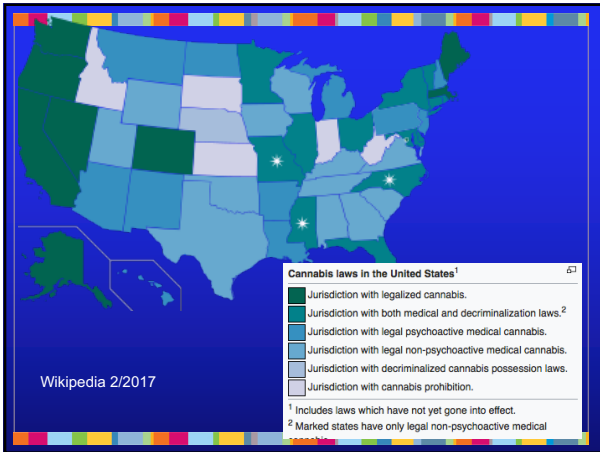 Cannabis laws in the United States¹
Jurisdiction with legalized cannabis.
Jurisdiction with both medical and decriminalization laws.²
Jurisdiction with legal psychoactive medical cannabis.
Jurisdiction with legal non-psychoactive medical cannabis.
Jurisdiction with decriminalized cannabis possession laws.
Jurisdiction with cannabis prohibition.
¹ Includes laws which have not yet gone into effect.
² Marked states have only legal non-psychoactive medical
Wikipedia 2/2017